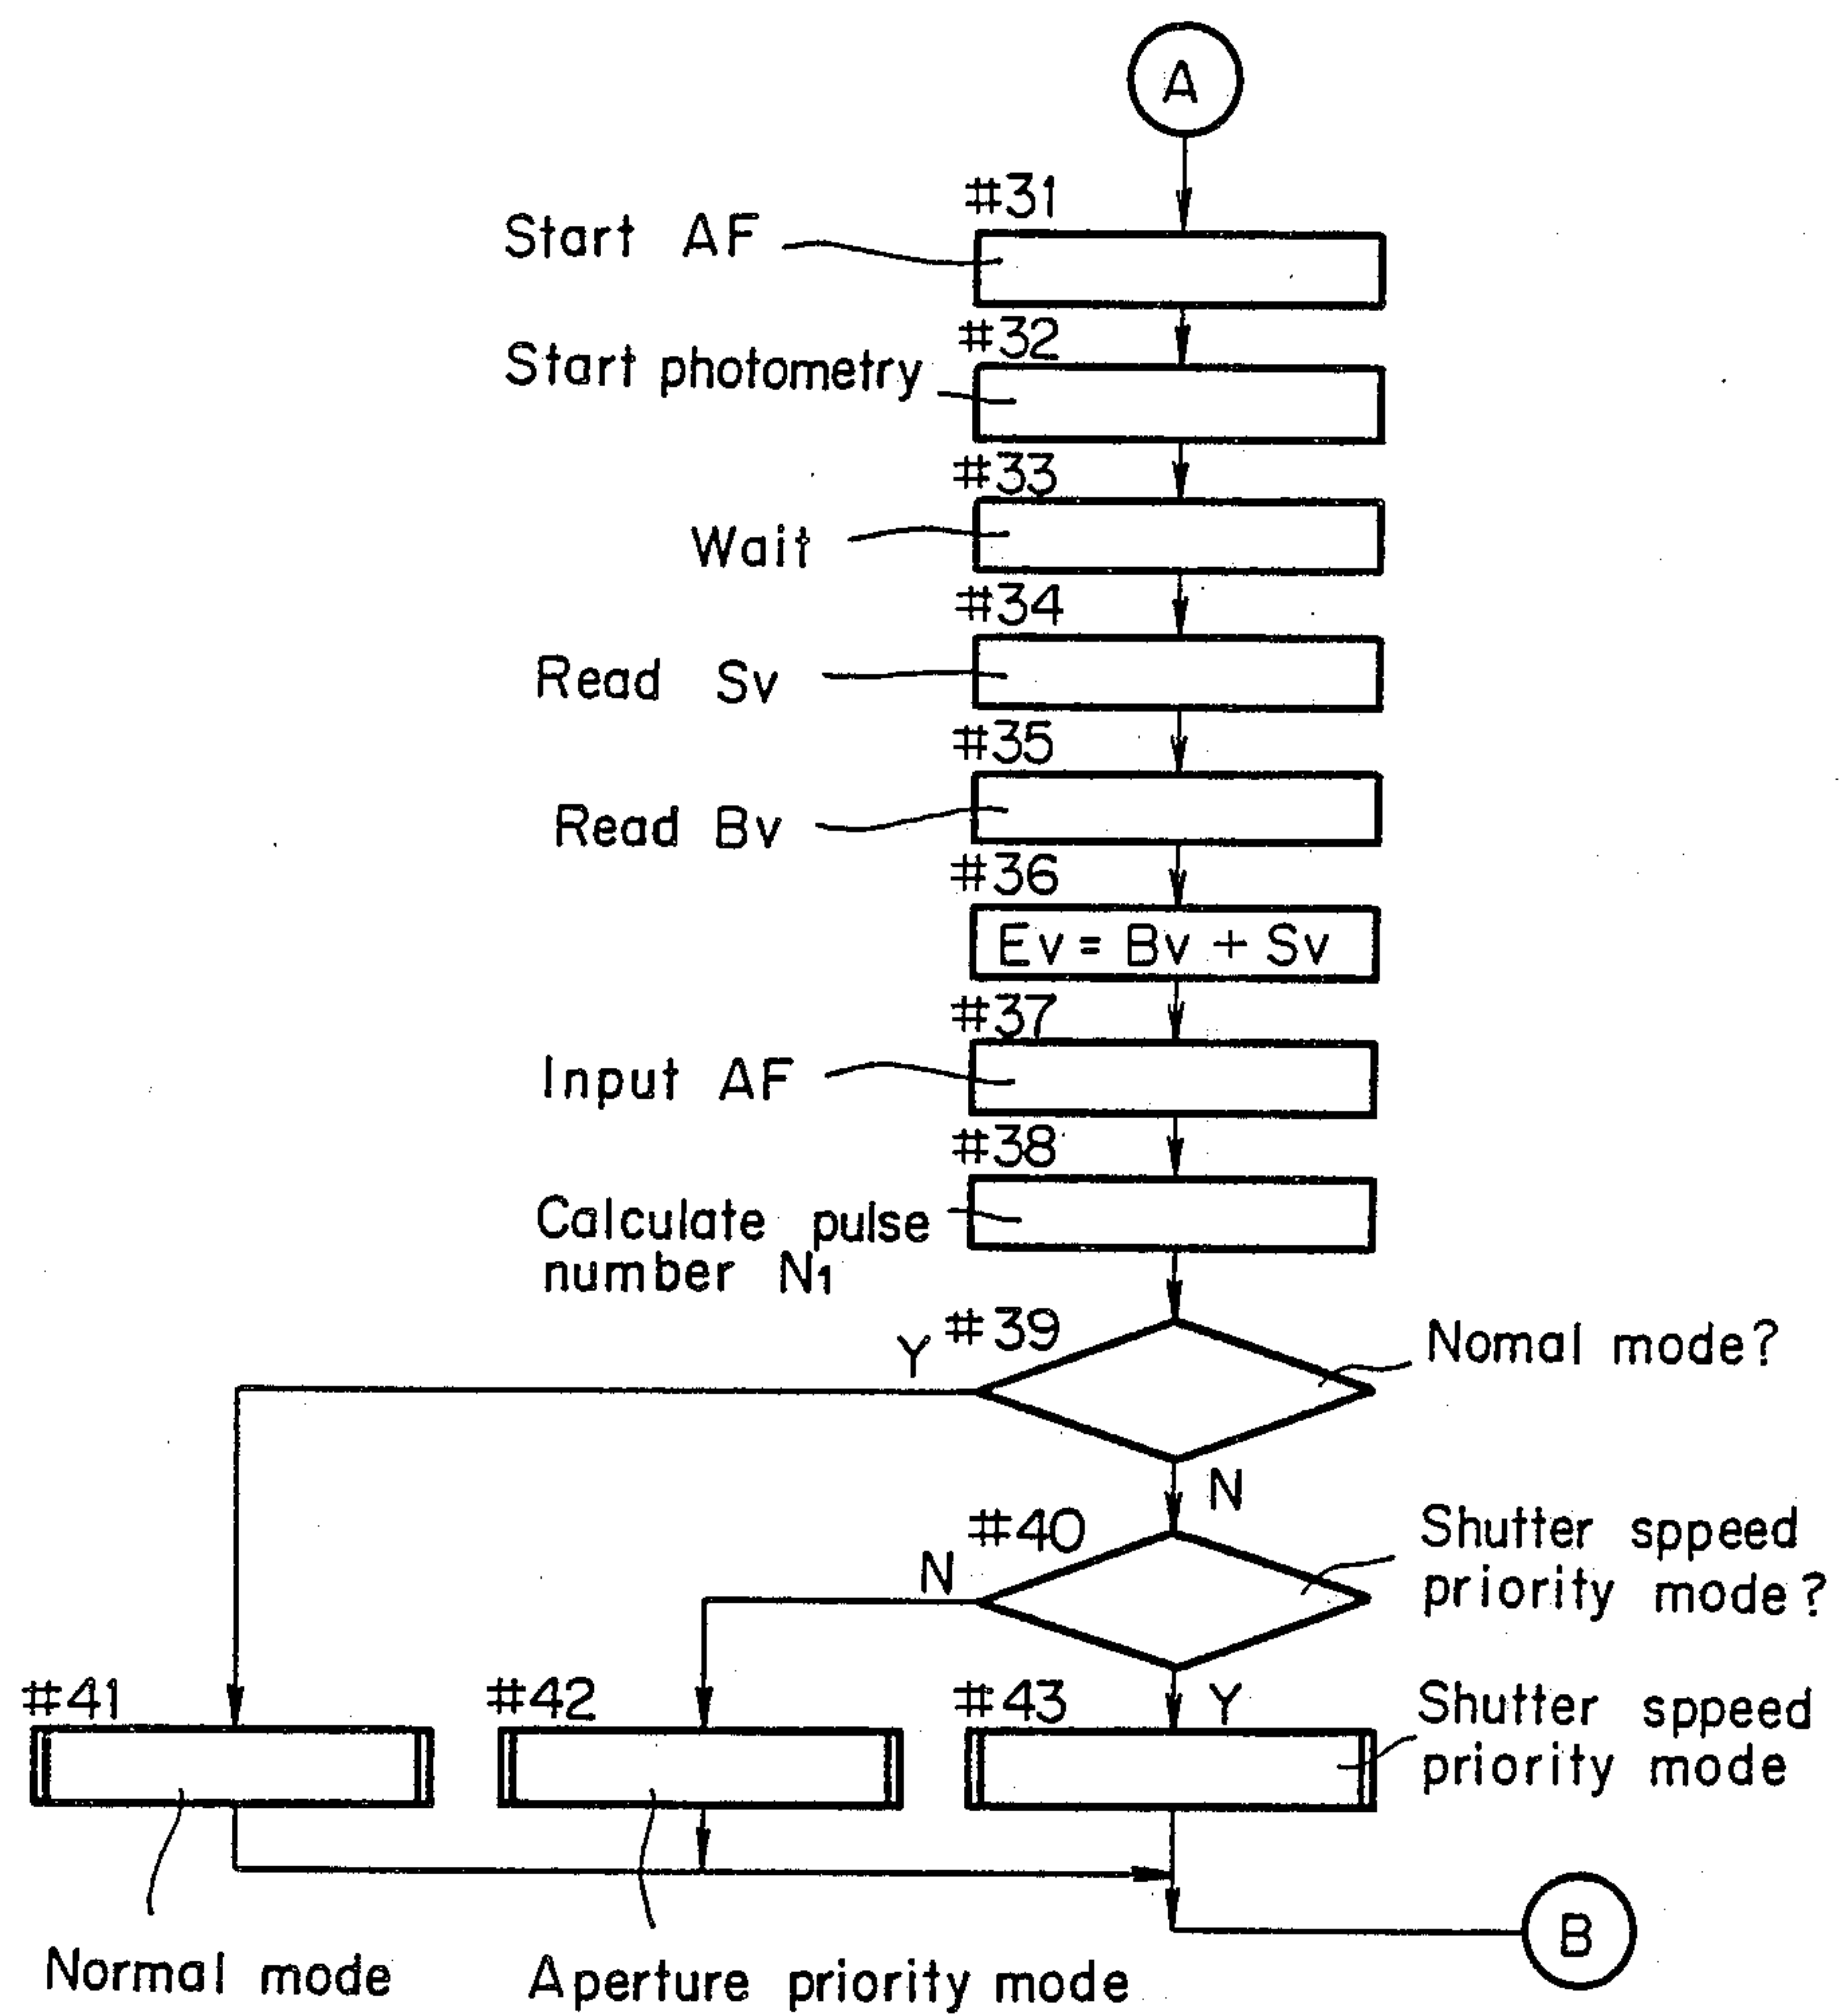 A
#31
Start AF
#32
Start photometry
#33
Wait
#34
Read Sv
#35
Read Bv
#36
Ev = Bv + Sv
#37
Input AF
#38
Calculate pulse
number N1
#39
Y
Nomal mode?
N
#40
N
Shutter sppeed
priority mode?
#41
#42
#43
Y
Shutter sppeed
priority mode
B
Normal mode
Aperture priority mode